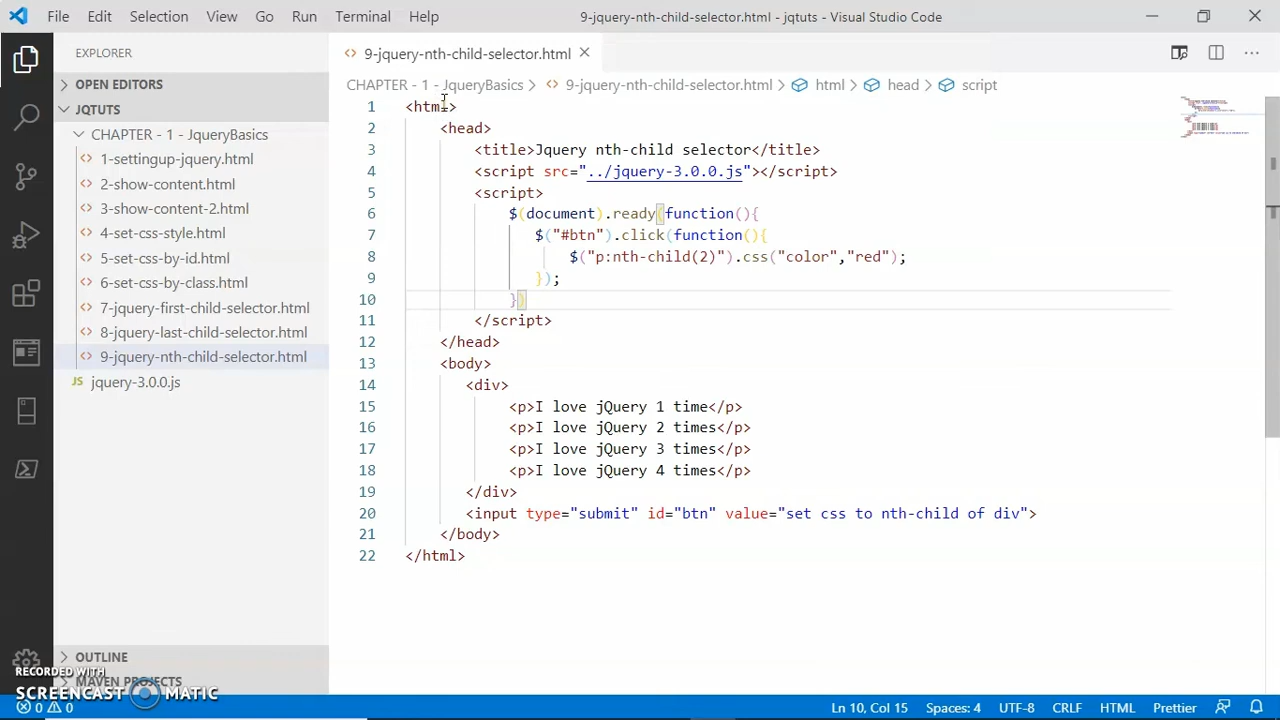 File Edit Selection View Go Run Terminal Help 9-jquery-nth-child-selector.html - jqtuts - Visual Studio Code
EXPLORER
OPEN EDITORS
JQTUTS
CHAPTER - 1 - JqueryBasics
1-settingup-jquery.html
2-show-content.html
3-show-content-2.html
4-set-css-style.html
5-set-css-by-id.html
6-set-css-by-class.html
7-jquery-first-child-selector.html
8-jquery-last-child-selector.html
9-jquery-nth-child-selector.html
JS jquery-3.0.0.js
OUTLINE
MAVEN PROJECTS
9-jquery-nth-child-selector.html
CHAPTER - 1 - JqueryBasics > 9-jquery-nth-child-selector.html > html > head > script
1 <html>
2 <head>
3 <title>Jquery nth-child selector</title>
4 <script src="../jquery-3.0.0.js"></script>
5 <script>
6 $(document).ready(function(){
7 $("#btn").click(function(){
8 $("p:nth-child(2)").css("color","red");
9 });
10 })
11 </script>
12 </head>
13 <body>
14 <div>
15 <p>I love jQuery 1 time</p>
16 <p>I love jQuery 2 times</p>
17 <p>I love jQuery 3 times</p>
18 <p>I love jQuery 4 times</p>
19 </div>
20 <input type="submit" id="btn" value="set css to nth-child of div">
21 </body>
22 </html>
RECORDED WITH
SCREENCAST MATIC
0 0 Ln 10, Col 15 Spaces: 4 UTF-8 CRLF HTML Prettier